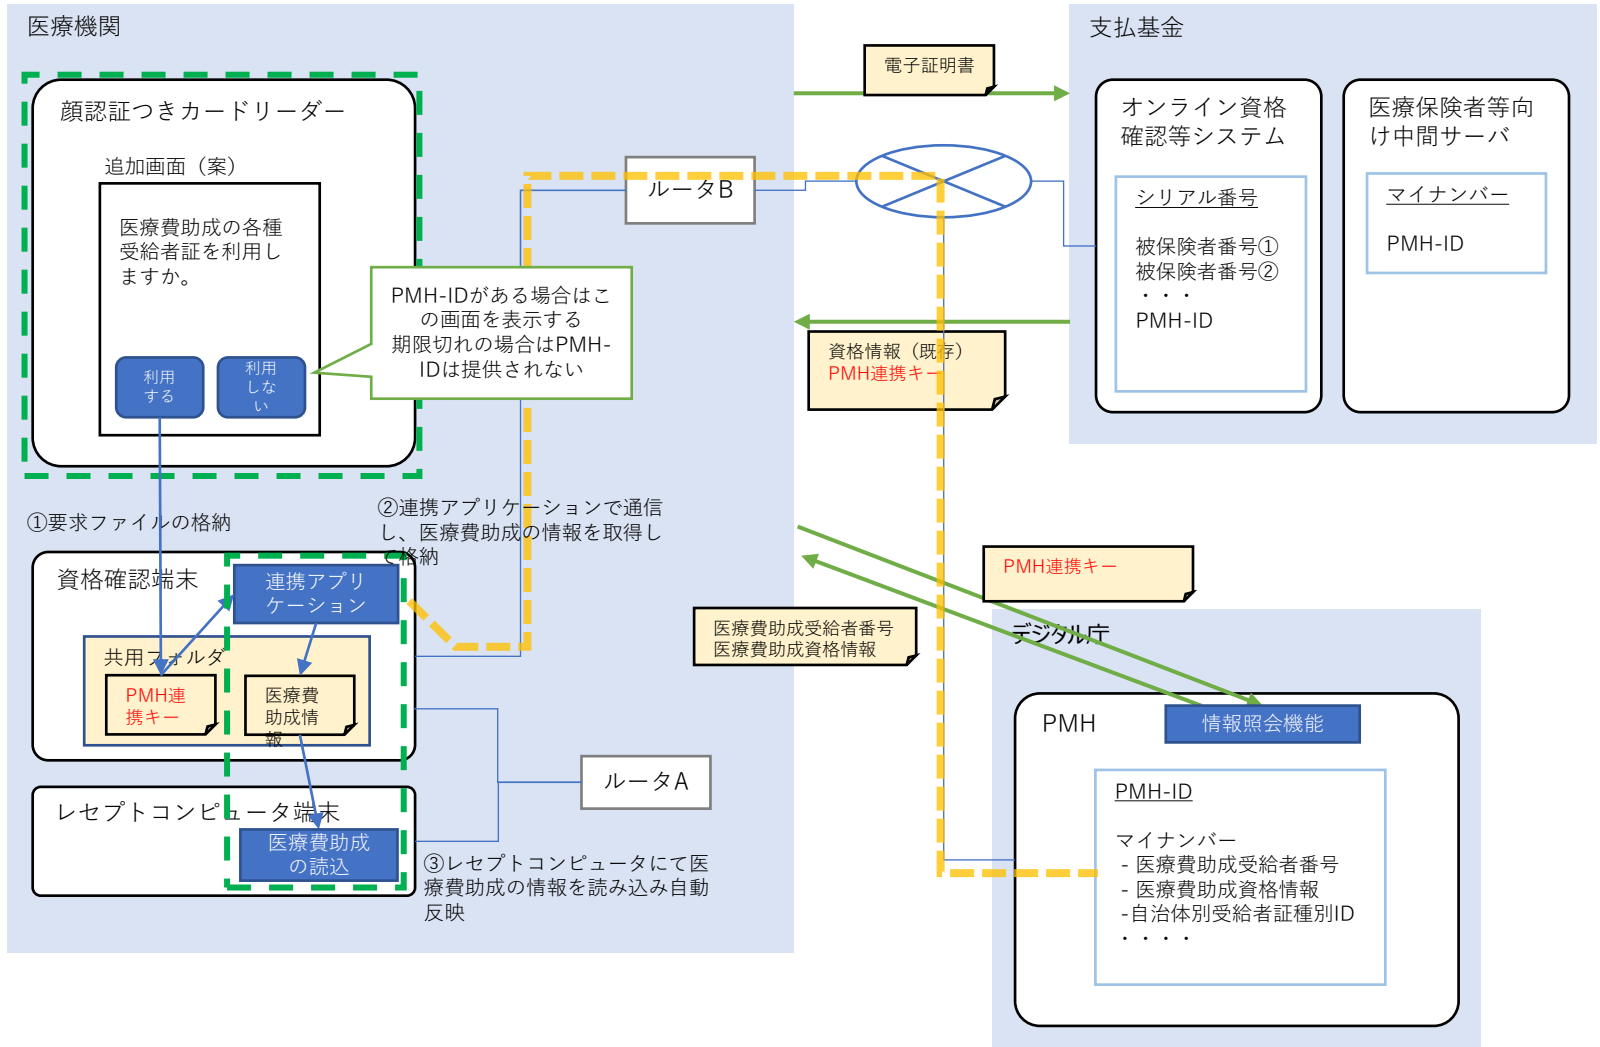 医療機関
顔認証つきカードリーダー
追加画面（案）
医療費助成の各種
受給者証を利用し
ますか。
利用
する
利用
しな
い
PMH-IDがある場合はこ
の画面を表示する
期限切れの場合はPMH-
IDは提供されない
①要求ファイルの格納
②連携アプリケーションで通信
し、医療費助成の情報を取得し
て格納
資格確認端末
連携アプリ
ケーション
共用フォルダ
PMH連
携キー
医療費
助成情
報
レセプトコンピュータ端末
医療費助成
の読込
③レセプトコンピュータにて医
療費助成の情報を読み込み自動
反映
ルータB
ルータA
電子証明書
資格情報（既存）
PMH連携キー
医療費助成受給者番号
医療費助成資格情報
PMH連携キー
支払基金
オンライン資格
確認等システム
シリアル番号
被保険者番号①
被保険者番号②
・・・
PMH-ID
医療保険者等向
け中間サーバ
マイナンバー
PMH-ID
デジタル庁
PMH
情報照会機能
PMH-ID
マイナンバー
- 医療費助成受給者番号
- 医療費助成資格情報
-自治体別受給者証種別ID
・・・・